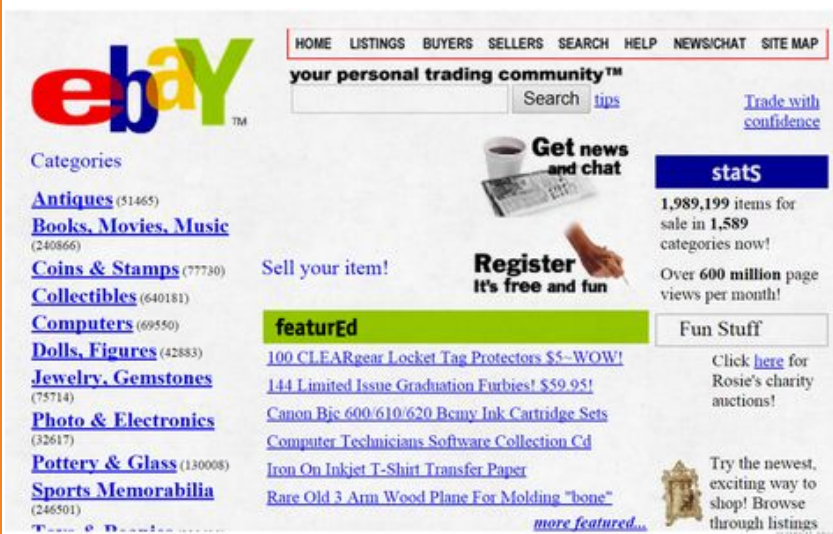 ebaY™
HOME LISTINGS BUYERS SELLERS SEARCH HELP NEWS/CHAT SITE MAP
your personal trading community™
Search tips
Trade with
confidence
Categories
Antiques (51465)
Books, Movies, Music
(240866)
Coins & Stamps (77730)
Collectibles (640181)
Computers (69550)
Dolls, Figures (42883)
Jewelry, Gemstones
(75714)
Photo & Electronics
(32617)
Pottery & Glass (130008)
Sports Memorabilia
(246501)
Get news
and chat
Sell your item!
Register
It's free and fun
featurEd
100 CLEARgear Locket Tag Protectors $5~WOW!
144 Limited Issue Graduation Furbies! $59.95!
Canon Bjc 600/610/620 Bcmy Ink Cartridge Sets
Computer Technicians Software Collection Cd
Iron On Inkjet T-Shirt Transfer Paper
Rare Old 3 Arm Wood Plane For Molding "bone"
more featured...
statS
1,989,199 items for
sale in 1,589
categories now!
Over 600 million page
views per month!
Fun Stuff
Click here for
Rosie's charity
auctions!
Try the newest,
exciting way to
shop! Browse
through listings